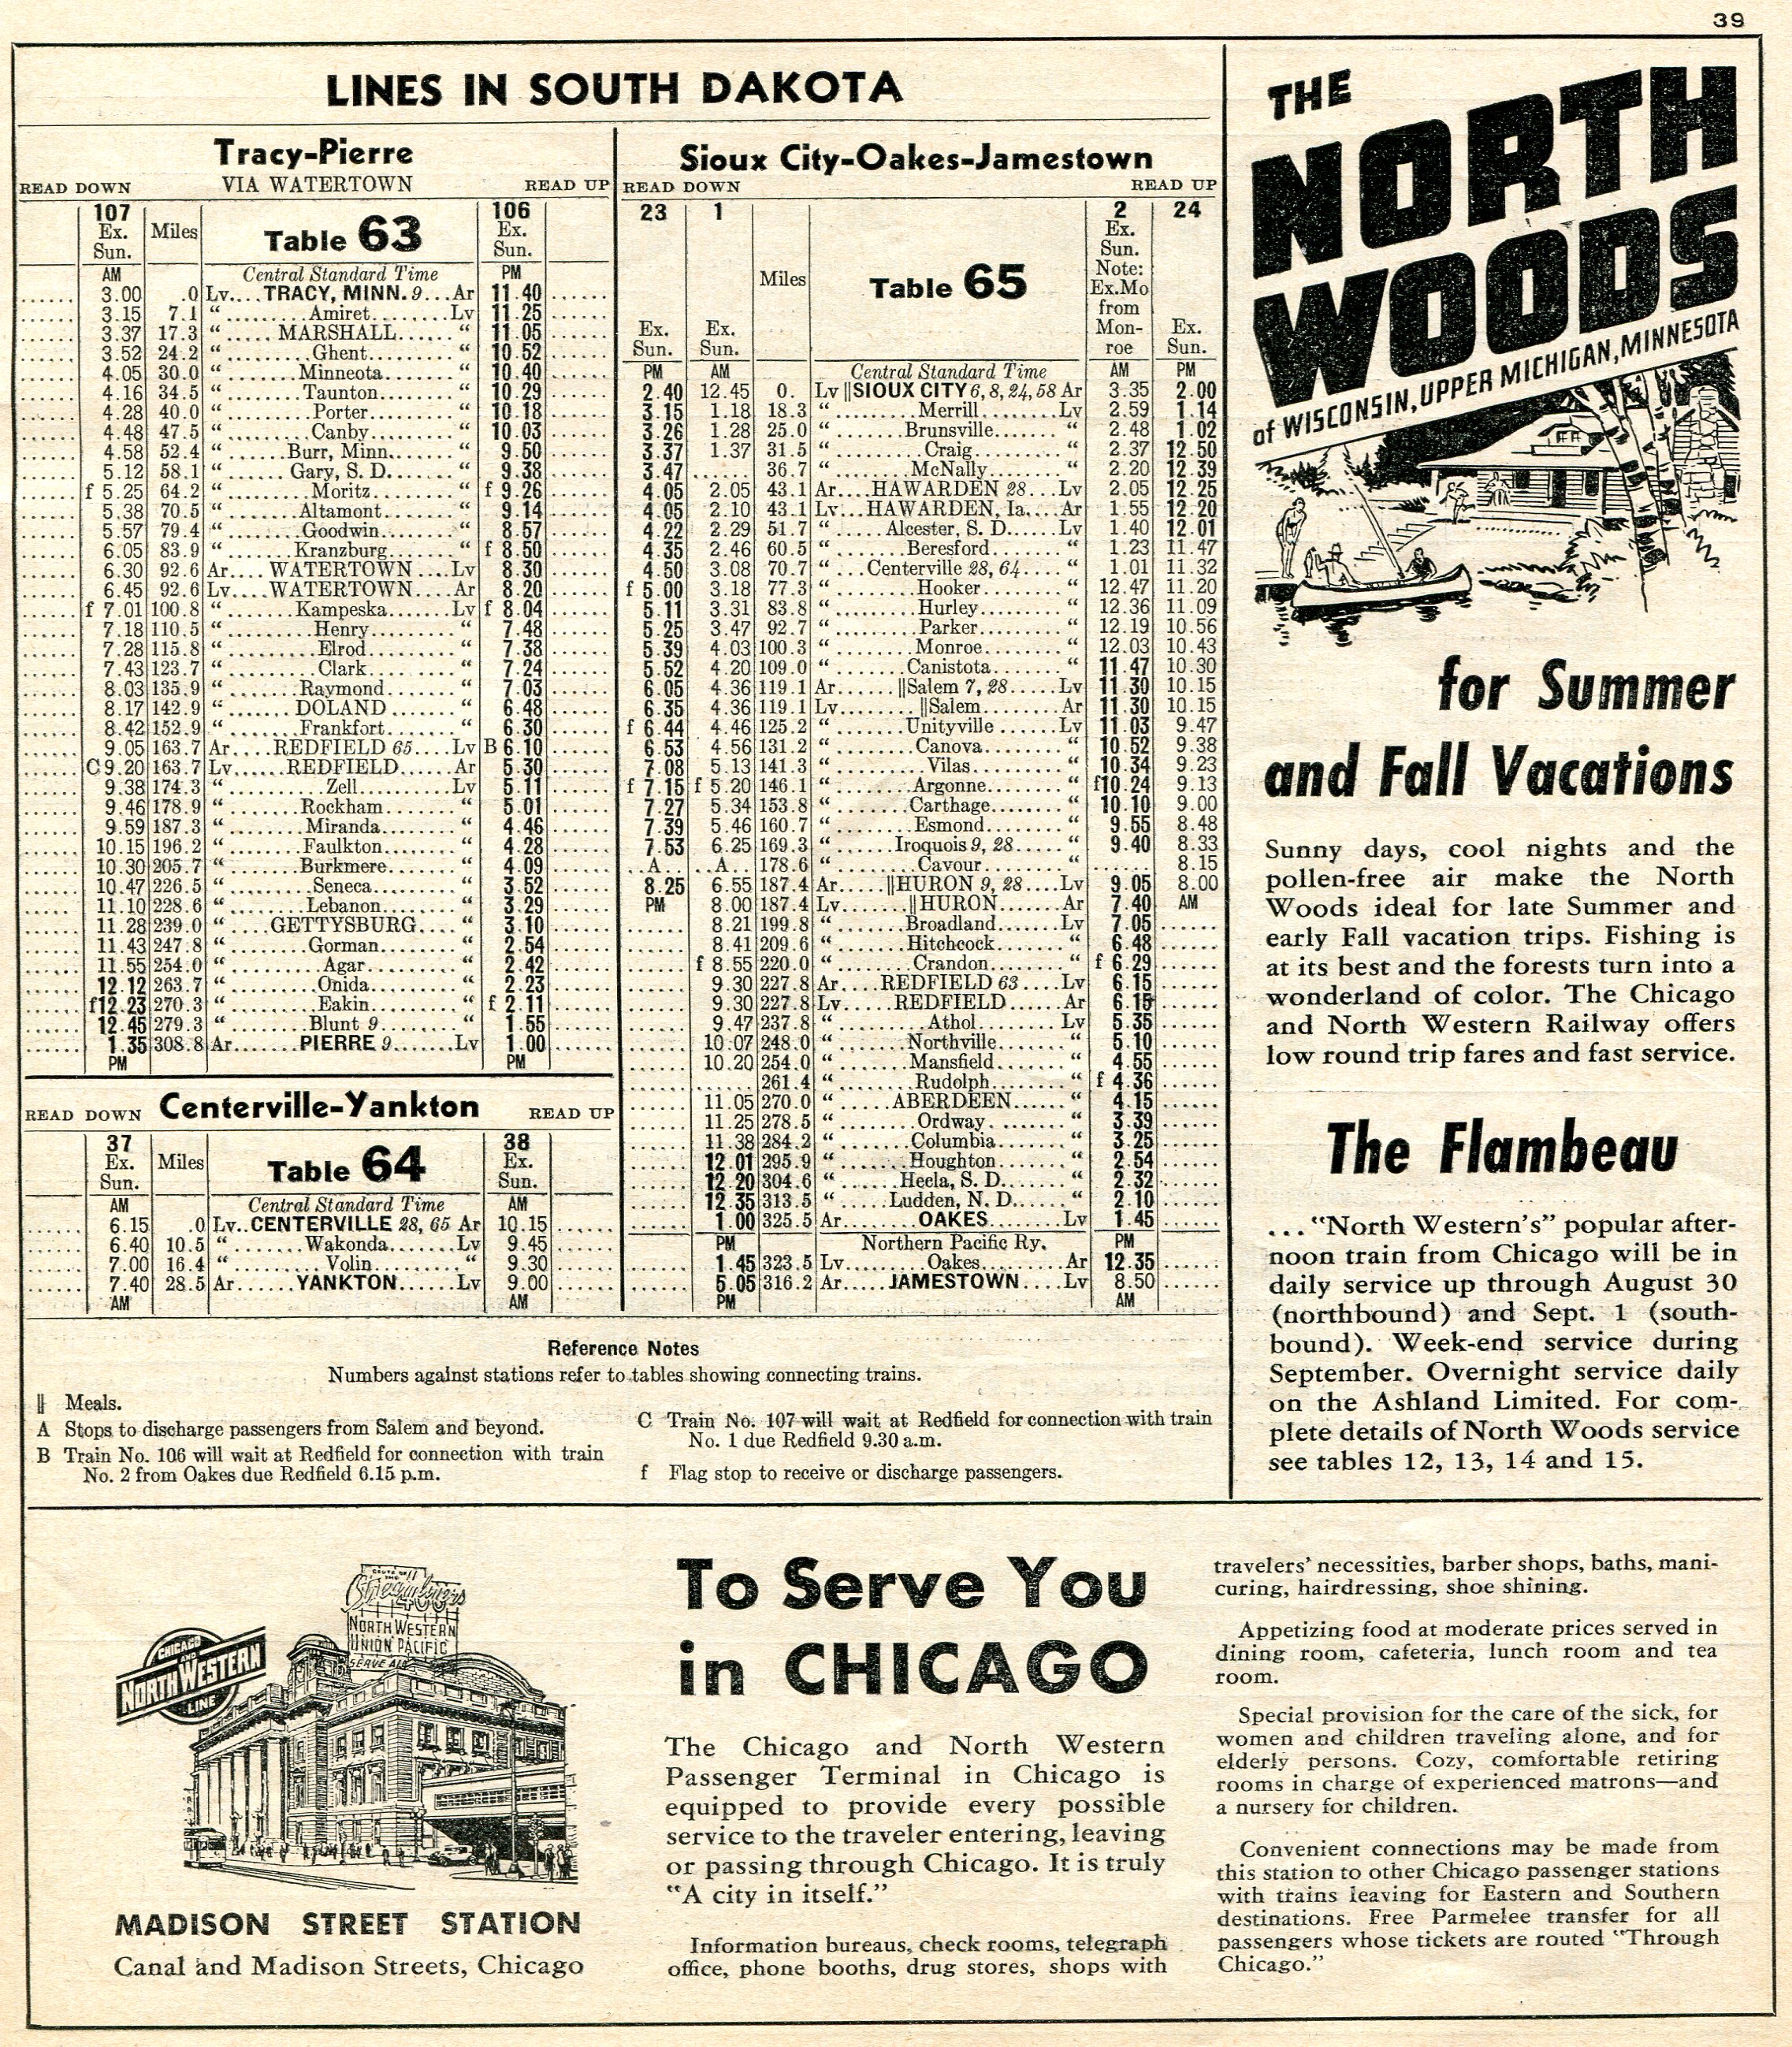 39
LINES IN SOUTH DAKOTA
Tracy-Pierre
READ DOWN VIA WATERTOWN READ UP
107 Ex. Sun. Miles Table 63 106 Ex. Sun.
AM Central Standard Time PM
3.00 .0 Lv....TRACY, MINN. 9...Ar 11.40
3.15 7.1 “.........Amiret.........Lv 11.25
3.37 17.3 “.....MARSHALL...... “ 11.05
3.52 24.2 “..........Ghent.......... “ 10.52
4.05 30.0 “........Minneota........ “ 10.40
4.16 34.5 “.........Taunton......... “ 10.29
4.28 40.0 “..........Porter.......... “ 10.18
4.48 47.5 “..........Canby.......... “ 10.03
4.58 52.4 “......Burr, Minn....... “ 9.50
5.12 58.1 “.......Gary, S. D....... “ 9.38
f 5.25 64.2 “..........Moritz.......... “ f 9.26
5.38 70.5 “........Altamont........ “ 9.14
5.57 79.4 “........Goodwin........ “ 8.57
6.05 83.9 “........Kranzburg....... “ f 8.50
6.30 92.6 Ar.... WATERTOWN ....Lv 8.30
6.45 92.6 Lv.....WATERTOWN.....Ar 8.20
f 7.01 100.8 “........Kampeska.......Lv f 8.04
7.18 110.5 “..........Henry.......... “ 7.48
7.28 115.8 “..........Elrod.......... “ 7.38
7.43 123.7 “..........Clark.......... “ 7.24
8.03 135.9 “........Raymond........ “ 7.03
8.17 142.9 “........DOLAND........ “ 6.48
8.42 152.9 “........Frankfort........ “ 6.30
9.05 163.7 Ar....REDFIELD 65....Lv B 6.10
C 9.20 163.7 Lv......REDFIELD......Ar 5.30
9.38 174.3 “...........Zell...........Lv 5.11
9.46 178.9 “........Rockham........ “ 5.01
9.59 187.3 “.........Miranda......... “ 4.46
10.15 196.2 “.........Faulkton......... “ 4.28
10.30 205.7 “........Burkmere........ “ 4.09
10.47 226.5 “..........Seneca.......... “ 3.52
11.10 228.6 “.........Lebanon......... “ 3.29
11.28 239.0 “....GETTYSBURG.... “ 3.10
11.43 247.8 “.........Gorman......... “ 2.54
11.55 254.0 “...........Agar........... “ 2.42
12.12 263.7 “..........Onida.......... “ 2.23
f12.23 270.3 “..........Eakin.......... “ f 2.11
12.45 279.3 “.........Blunt 9......... “ 1.55
1.35 308.8 Ar.......PIERRE 9.......Lv 1.00
PM PM
READ DOWN Centerville-Yankton READ UP
37 Ex. Sun. Miles Table 64 38 Ex. Sun.
AM Central Standard Time AM
6.15 .0 Lv..CENTERVILLE 28, 65 Ar 10.15
6.40 10.5 “........Wakonda.......Lv 9.45
7.00 16.4 “..........Volin.......... “ 9.30
7.40 28.5 Ar......YANKTON......Lv 9.00
AM AM
Sioux City-Oakes-Jamestown
READ DOWN READ UP
23 Ex. Sun. 1 Ex. Sun. Miles Table 65 2 Ex. Sun. Note: Ex.Mo from Mon- roe 24 Ex. Sun.
PM AM Central Standard Time AM PM
2.40 12.45 0. Lv ‖SIOUX CITY 6, 8, 24, 58 Ar 3.35 2.00
3.15 1.18 18.3 “.........Merrill........Lv 2.59 1.14
3.26 1.28 25.0 “.......Brunsville....... “ 2.48 1.02
3.37 1.37 31.5 “..........Craig.......... “ 2.37 12.50
3.47 ..... 36.7 “........McNally........ “ 2.20 12.39
4.05 2.05 43.1 Ar....HAWARDEN 28...Lv 2.05 12.25
4.05 2.10 43.1 Lv...HAWARDEN, Ia....Ar 1.55 12.20
4.22 2.29 51.7 “.....Alcester, S. D......Lv 1.40 12.01
4.35 2.46 60.5 “........Beresford........ “ 1.23 11.47
4.50 3.08 70.7 “....Centerville 28, 64.... “ 1.01 11.32
f 5.00 3.18 77.3 “.........Hooker......... “ 12.47 11.20
5.11 3.31 83.8 “.........Hurley......... “ 12.36 11.09
5.25 3.47 92.7 “.........Parker......... “ 12.19 10.56
5.39 4.03 100.3 “.........Monroe......... “ 12.03 10.43
5.52 4.20 109.0 “........Canistota........ “ 11.47 10.30
6.05 4.36 119.1 Ar.......‖Salem 7, 28......Lv 11.30 10.15
6.35 4.36 119.1 Lv.........‖Salem.........Ar 11.30 10.15
f 6.44 4.46 125.2 “........Unityville.......Lv 11.03 9.47
6.53 4.56 131.2 “.........Canova......... “ 10.52 9.38
7.08 5.13 141.3 “..........Vilas.......... “ 10.34 9.23
f 7.15 f 5.20 146.1 “.........Argonne......... “ f10.24 9.13
7.27 5.34 153.8 “........Carthage........ “ 10.10 9.00
7.39 5.46 160.7 “.........Esmond......... “ 9.55 8.48
7.53 6.25 169.3 “.......Iroquois 9, 28....... “ 9.40 8.33
..A.. ..A.. 178.6 “.........Cavour......... “ ...... 8.15
8.25 6.55 187.4 Ar......‖HURON 9, 28....Lv 9.05 8.00
PM 8.00 187.4 Lv........‖HURON.......Ar 7.40 AM
8.21 199.8 “........Broadland.......Lv 7.05
8.41 209.6 “........Hitchcock........ “ 6.48
f 8.55 220.0 “.........Crandon......... “ f 6.29
9.30 227.8 Ar....REDFIELD 63....Lv 6.15
9.30 227.8 Lv......REDFIELD......Ar 6.15
9.47 237.8 “..........Athol..........Lv 5.35
10.07 248.0 “........Northville........ “ 5.10
10.20 254.0 “........Mansfield........ “ 4.55
261.4 “.........Rudolph......... “ f 4.36
11.05 270.0 “......ABERDEEN...... “ 4.15
11.25 278.5 “.........Ordway......... “ 3.39
11.38 284.2 “........Columbia........ “ 3.25
12.01 295.9 “........Houghton........ “ 2.54
12.20 304.6 “.......Hecla, S. D....... “ 2.32
12.35 313.5 “......Ludden, N. D...... “ 2.10
1.00 325.5 Ar........OAKES........Lv 1.45
PM Northern Pacific Ry. PM
1.45 323.5 Lv..........Oakes.........Ar 12.35
5.05 316.2 Ar.....JAMESTOWN.....Lv 8.50
PM AM
Reference Notes
Numbers against stations refer to tables showing connecting trains.
‖ Meals.
A Stops to discharge passengers from Salem and beyond.
B Train No. 106 will wait at Redfield for connection with train
No. 2 from Oakes due Redfield 6.15 p.m.
C Train No. 107 will wait at Redfield for connection with train
No. 1 due Redfield 9.30 a.m.
f Flag stop to receive or discharge passengers.
THE
NORTH
WOODS
of WISCONSIN, UPPER MICHIGAN, MINNESOTA
for Summer
and Fall Vacations
Sunny days, cool nights and the
pollen-free air make the North
Woods ideal for late Summer and
early Fall vacation trips. Fishing is
at its best and the forests turn into a
wonderland of color. The Chicago
and North Western Railway offers
low round trip fares and fast service.
The Flambeau
..."North Western's" popular after-
noon train from Chicago will be in
daily service up through August 30
(northbound) and Sept. 1 (south-
bound). Week-end service during
September. Overnight service daily
on the Ashland Limited. For com-
plete details of North Woods service
see tables 12, 13, 14 and 15.
ROUTE OF THE
Streamliners
400
NORTH WESTERN
UNION PACIFIC
CHICAGO
AND
NORTH WESTERN
LINE
MADISON STREET STATION
Canal and Madison Streets, Chicago
To Serve You
in CHICAGO
The Chicago and North Western
Passenger Terminal in Chicago is
equipped to provide every possible
service to the traveler entering, leaving
or passing through Chicago. It is truly
"A city in itself."
Information bureaus, check rooms, telegraph
office, phone booths, drug stores, shops with
travelers' necessities, barber shops, baths, mani-
curing, hairdressing, shoe shining.
Appetizing food at moderate prices served in
dining room, cafeteria, lunch room and tea
room.
Special provision for the care of the sick, for
women and children traveling alone, and for
elderly persons. Cozy, comfortable retiring
rooms in charge of experienced matrons—and
a nursery for children.
Convenient connections may be made from
this station to other Chicago passenger stations
with trains leaving for Eastern and Southern
destinations. Free Parmelee transfer for all
passengers whose tickets are routed "Through
Chicago."